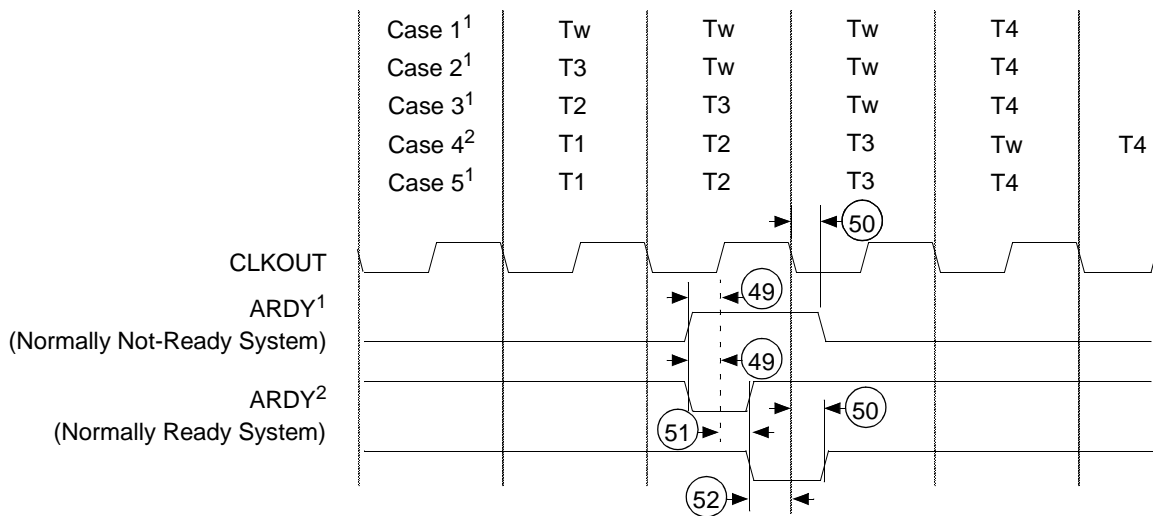 Case 1¹ Tw Tw Tw T4
Case 2¹ T3 Tw Tw T4
Case 3¹ T2 T3 Tw T4
Case 4² T1 T2 T3 Tw T4
Case 5¹ T1 T2 T3 T4
50
CLKOUT
49
ARDY¹
(Normally Not-Ready System)
49
ARDY²
50
(Normally Ready System)
51
52